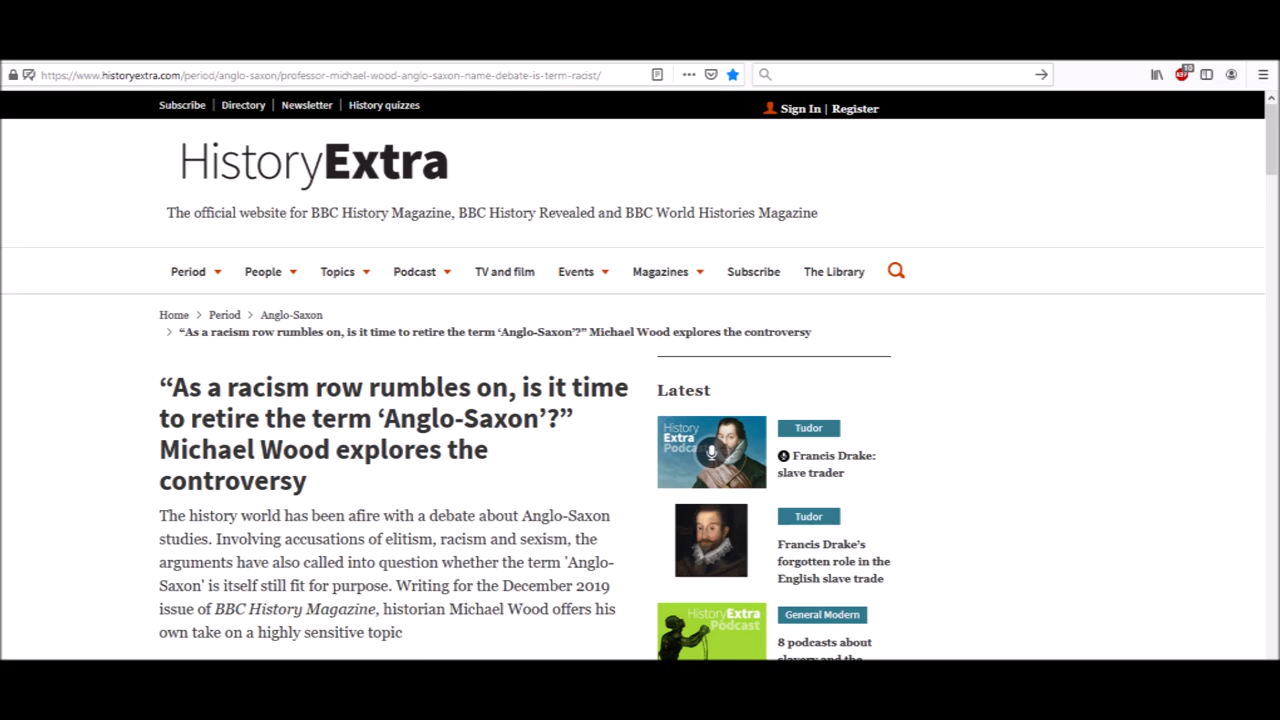 https://www.historyextra.com/period/anglo-saxon/professor-michael-wood-anglo-saxon-name-debate-is-term-racist/
Subscribe | Directory | Newsletter | History quizzes
Sign In | Register
HistoryExtra
The official website for BBC History Magazine, BBC History Revealed and BBC World Histories Magazine
Period People Topics Podcast TV and film Events Magazines Subscribe The Library
Home > Period > Anglo-Saxon
> “As a racism row rumbles on, is it time to retire the term ‘Anglo-Saxon’?” Michael Wood explores the controversy
“As a racism row rumbles on, is it time
to retire the term ‘Anglo-Saxon’?”
Michael Wood explores the
controversy
The history world has been afire with a debate about Anglo-Saxon
studies. Involving accusations of elitism, racism and sexism, the
arguments have also called into question whether the term 'Anglo-
Saxon' is itself still fit for purpose. Writing for the December 2019
issue of BBC History Magazine, historian Michael Wood offers his
own take on a highly sensitive topic
Latest
History
Extra
Podcast
Tudor
Francis Drake:
slave trader
Tudor
Francis Drake’s
forgotten role in the
English slave trade
HistoryExtra
Podcast
General Modern
8 podcasts about
slavery and the